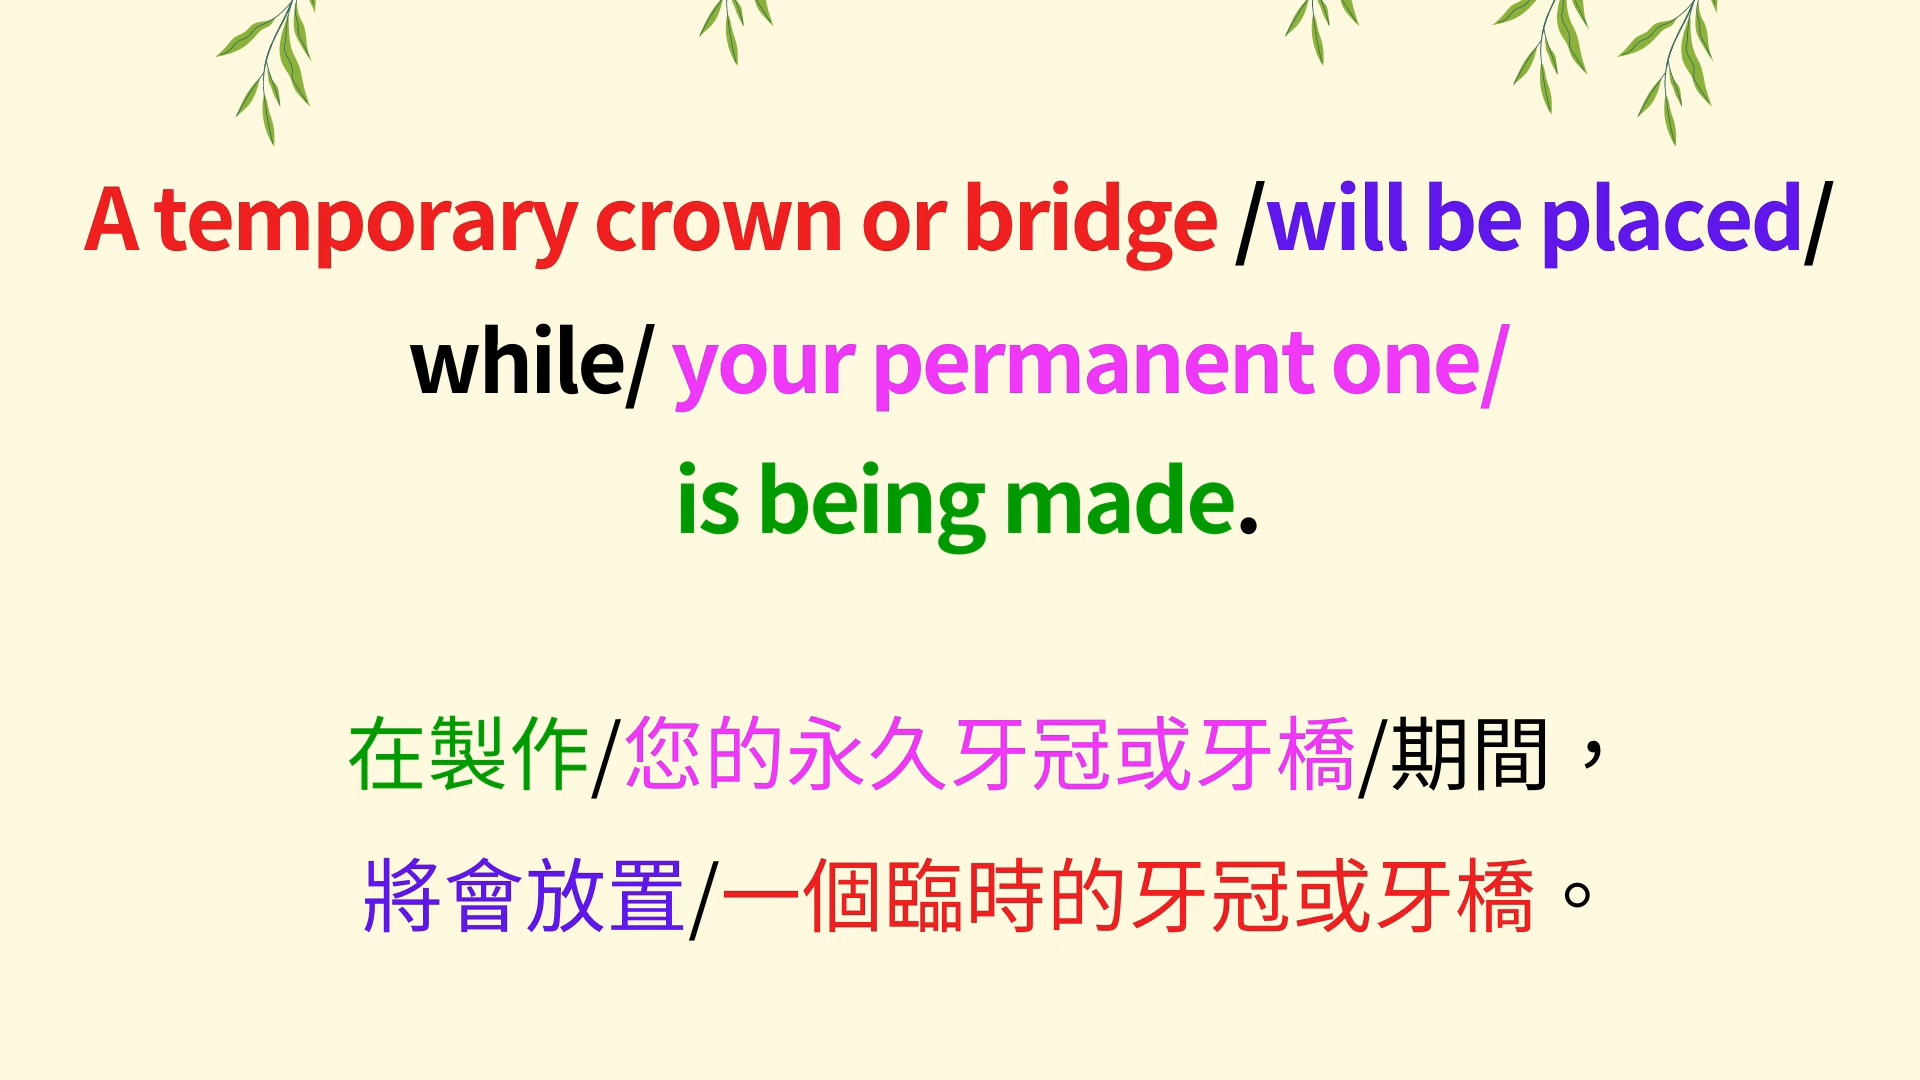 A temporary crown or bridge /will be placed/
while/ your permanent one/
is being made.
在製作/您的永久牙冠或牙橋/期間，
將會放置/一個臨時的牙冠或牙橋。